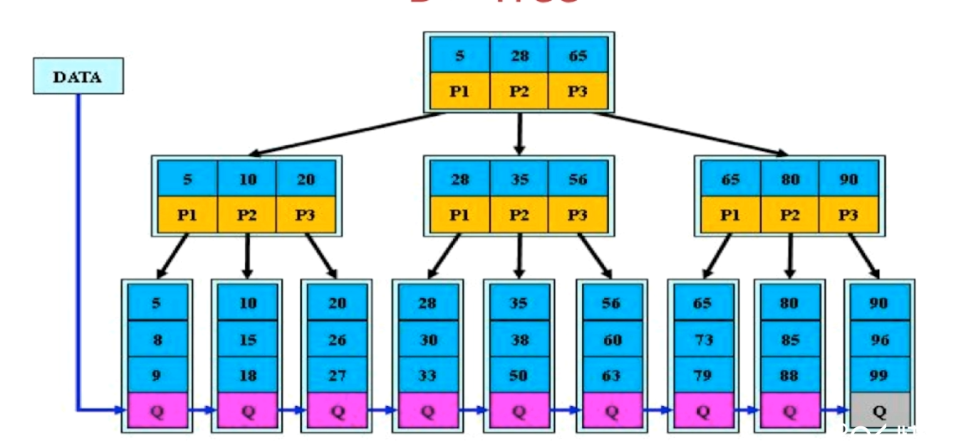 DATA
5 28 65
P1 P2 P3
5 10 20 28 35 56 65 80 90
P1 P2 P3 P1 P2 P3 P1 P2 P3
5 10 20 28 35 56 65 80 90
8 15 26 30 38 60 73 85 96
9 18 27 33 50 63 79 88 99
Q Q Q Q Q Q Q Q Q